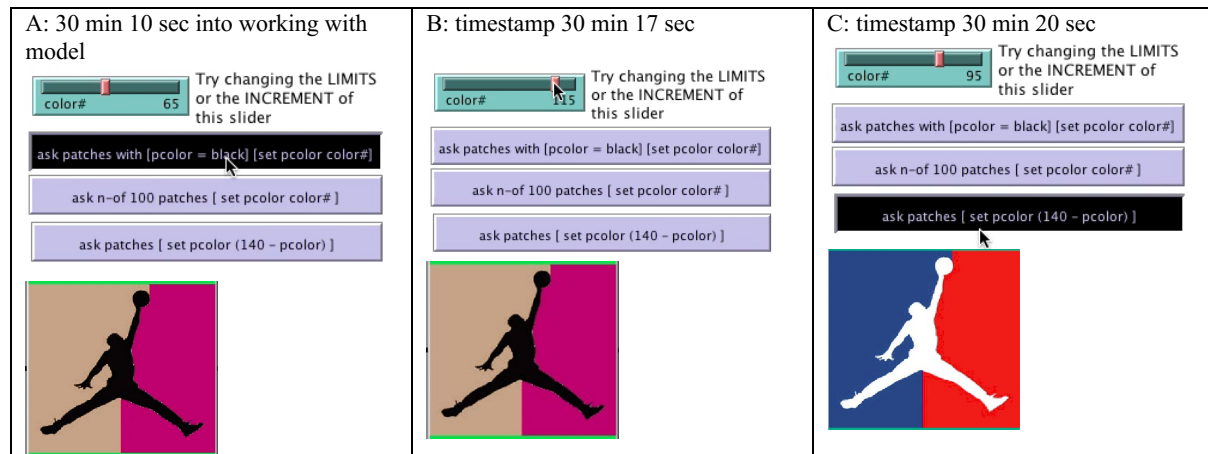 A: 30 min 10 sec into working with
model
Try changing the LIMITS
or the INCREMENT of
this slider
color# 65
ask patches with [pcolor = black] [set pcolor color#]
ask n-of 100 patches [ set pcolor color# ]
ask patches [ set pcolor (140 – pcolor) ]
B: timestamp 30 min 17 sec
Try changing the LIMITS
or the INCREMENT of
this slider
color# 115
ask patches with [pcolor = black] [set pcolor color#]
ask n-of 100 patches [ set pcolor color# ]
ask patches [ set pcolor (140 – pcolor) ]
C: timestamp 30 min 20 sec
Try changing the LIMITS
or the INCREMENT of
this slider
color# 95
ask patches with [pcolor = black] [set pcolor color#]
ask n-of 100 patches [ set pcolor color# ]
ask patches [ set pcolor (140 – pcolor) ]